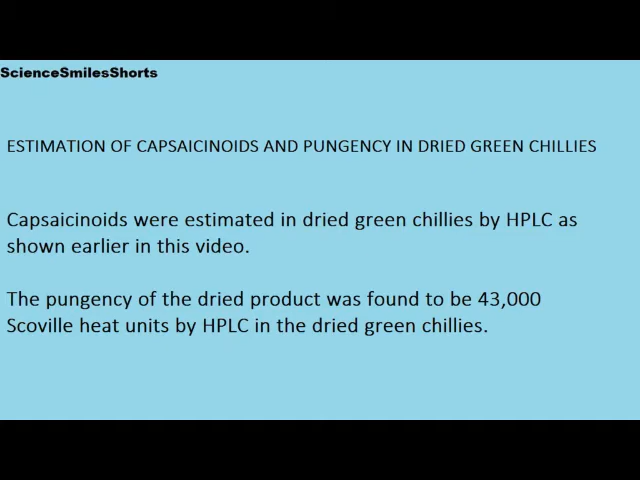 ScienceSmilesShorts
ESTIMATION OF CAPSAICINOIDS AND PUNGENCY IN DRIED GREEN CHILLIES
Capsaicinoids were estimated in dried green chillies by HPLC as
shown earlier in this video.
The pungency of the dried product was found to be 43,000
Scoville heat units by HPLC in the dried green chillies.